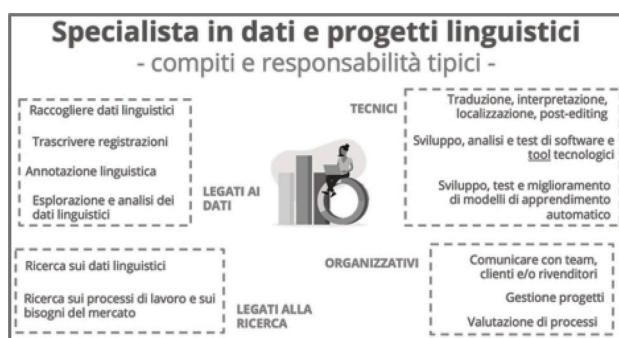 Specialista in dati e progetti linguistici
- compiti e responsabilità tipici -
Raccogliere dati linguistici
Trascrivere registrazioni
Annotazione linguistica
Esplorazione e analisi dei
dati linguistici
LEGATI AI
DATI
TECNICI
Traduzione, interpretazione,
localizzazione, post-editing
Sviluppo, analisi e test di software e
tool tecnologici
Sviluppo, test e miglioramento
di modelli di apprendimento
automatico
Ricerca sui dati linguistici
Ricerca sui processi di lavoro e sui
bisogni del mercato
LEGATI ALLA
RICERCA
ORGANIZZATIVI
Comunicare con team,
clienti e/o rivenditori
Gestione progetti
Valutazione di processi